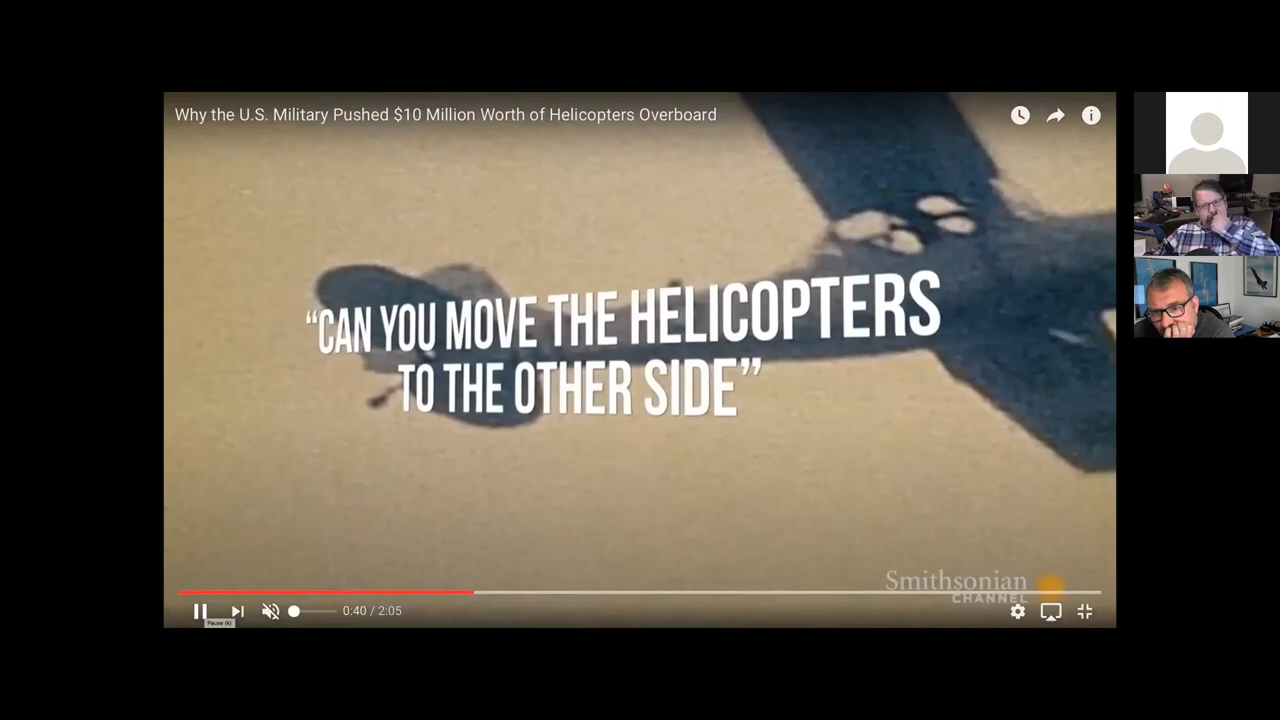 Why the U.S. Military Pushed $10 Million Worth of Helicopters Overboard
“CAN YOU MOVE THE HELICOPTERS
TO THE OTHER SIDE”
Smithsonian
CHANNEL
0:40 / 2:05
Pause (k)